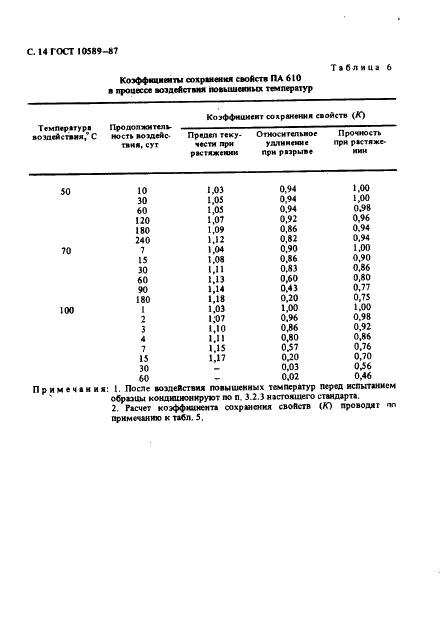 С. 14 ГОСТ 10589—87
Таблица 6
Коэффициенты сохранения свойств ПА 610
в процессе воздействия повышенных температур
Температура воздействия, °С
Продолжительность воздействия, сут
Коэффициент сохранения свойств (K)
Предел текучести при растяжении
Относительное удлинение при разрыве
Прочность при растяжении
50 10 1,03 0,94 1,00
30 1,05 0,94 1,00
60 1,05 0,94 0,98
120 1,07 0,92 0,96
180 1,09 0,86 0,94
240 1,12 0,82 0,94
70 7 1,04 0,90 1,00
15 1,08 0,86 0,90
30 1,11 0,83 0,86
60 1,13 0,60 0,80
90 1,14 0,43 0,77
180 1,18 0,20 0,75
100 1 1,03 1,00 1,00
2 1,07 0,96 0,98
3 1,10 0,86 0,92
4 1,11 0,80 0,86
7 1,15 0,57 0,76
15 1,17 0,20 0,70
30 – 0,03 0,56
60 – 0,02 0,46
Примечания: 1. После воздействия повышенных температур перед испытанием
образцы кондиционируют по п. 3.2.3 настоящего стандарта.
2. Расчет коэффициента сохранения свойств (K) проводят по
примечанию к табл. 5.